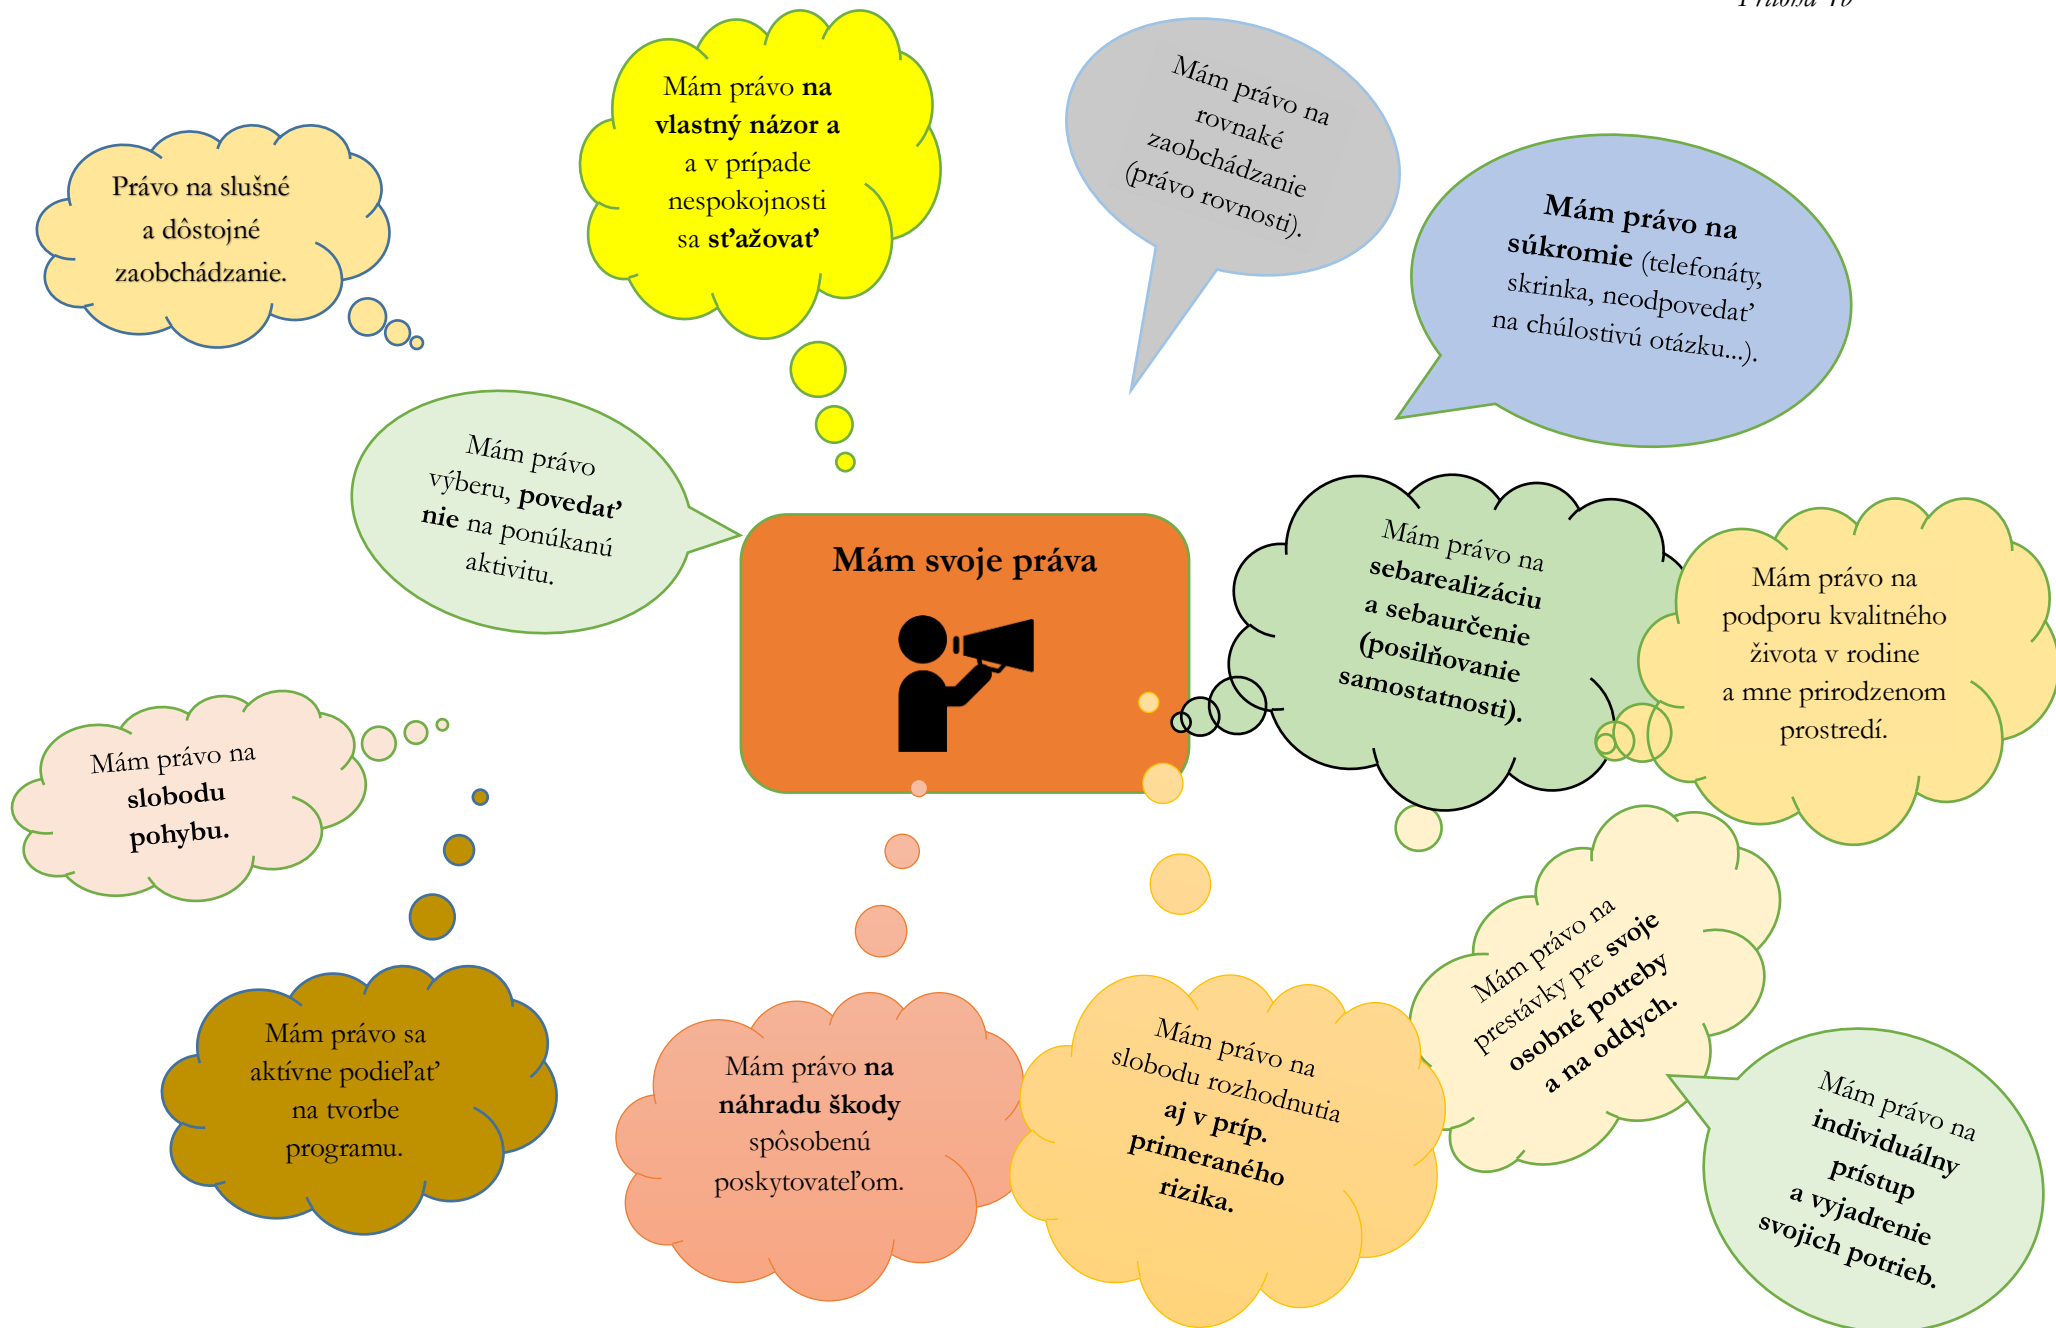 Príloha 10
Mám právo na
vlastný názor a
a v prípade
nespokojnosti
sa sťažovať
Mám právo na
rovnaké
zaobchádzanie
(právo rovnosti).
Právo na slušné
a dôstojné
zaobchádzanie.
Mám právo na
súkromie (telefonáty,
skrinka, neodpovedať
na chúlostivú otázku...).
Mám právo
výberu, povedať
nie na ponúkanú
aktivitu.
Mám svoje práva
Mám právo na
sebarealizáciu
a sebaurčenie
(posilňovanie
samostatnosti).
Mám právo na
podporu kvalitného
života v rodine
a mne prirodzenom
prostredí.
Mám právo na
slobodu
pohybu.
Mám právo na
prestávky pre svoje
osobné potreby
a na oddych.
Mám právo sa
aktívne podieľať
na tvorbe
programu.
Mám právo na
náhradu škody
spôsobenú
poskytovateľom.
Mám právo na
slobodu rozhodnutia
aj v príp.
primeraného
rizika.
Mám právo na
individuálny
prístup
a vyjadrenie
svojich potrieb.